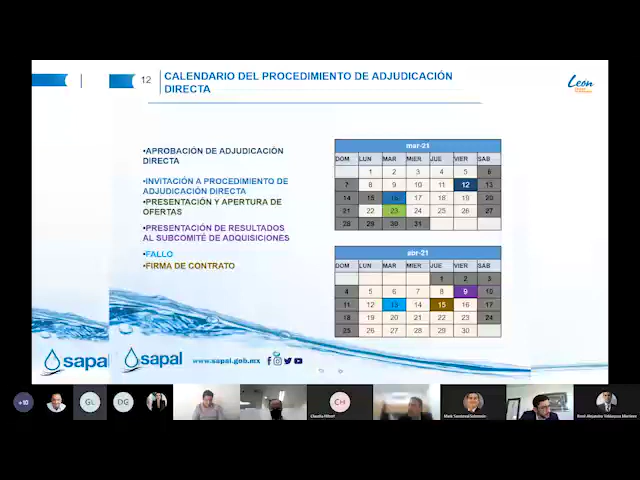 12
CALENDARIO DEL PROCEDIMIENTO DE ADJUDICACIÓN
DIRECTA
León
•APROBACIÓN DE ADJUDICACIÓN
DIRECTA
•INVITACIÓN A PROCEDIMIENTO DE
ADJUDICACIÓN DIRECTA
•PRESENTACIÓN Y APERTURA DE
OFERTAS
•PRESENTACIÓN DE RESULTADOS
AL SUBCOMITÉ DE ADQUISICIONES
•FALLO
•FIRMA DE CONTRATO
mar-21
DOM LUN MAR MIER JUE VIER SAB
1 2 3 4 5 6
7 8 9 10 11 12 13
14 15 16 17 18 19 20
21 22 23 24 25 26 27
28 29 30 31
abr-21
DOM LUN MAR MIER JUE VIER SAB
1 2 3
4 5 6 7 8 9 10
11 12 13 14 15 16 17
18 19 20 21 22 23 24
25 26 27 28 29 30
sapal
sapal
www.sapal.gob.mx
+10
GL
DG
CH